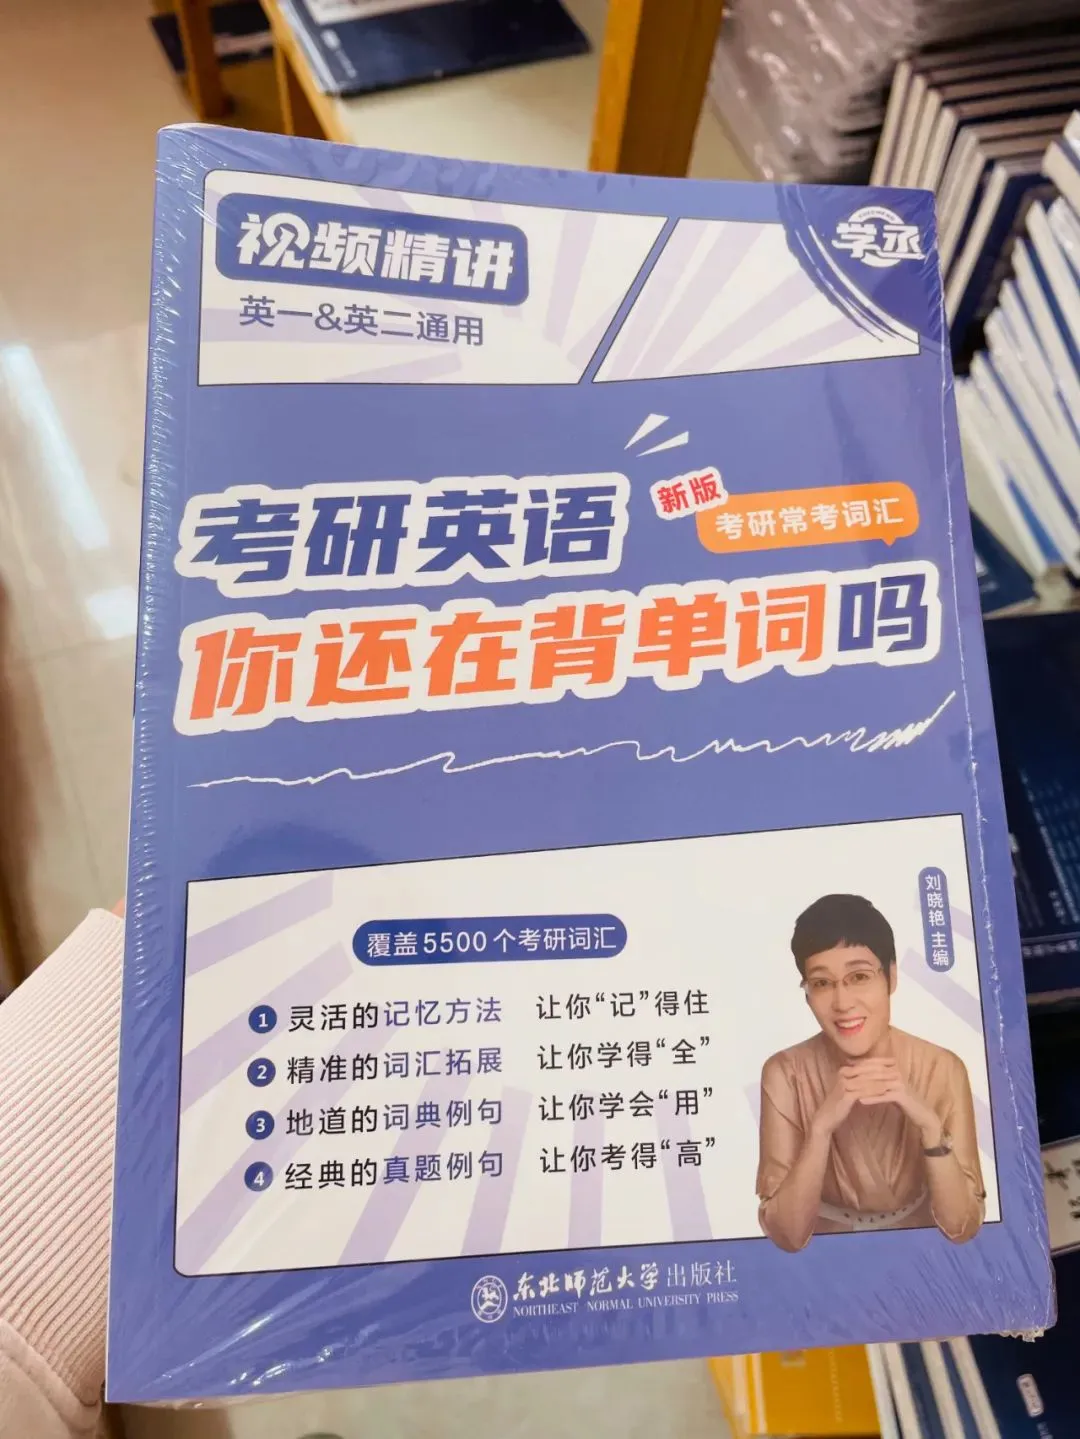 视频精讲
英一&英二通用
学丞
考研英语
新版
考研常考词汇
你还在背单词吗
覆盖5500个考研词汇
1 灵活的记忆方法 让你“记”得住
2 精准的词汇拓展 让你学得“全”
3 地道的词典例句 让你学会“用”
4 经典的真题例句 让你考得“高”
刘晓艳 主编
东北师范大学出版社
NORTHEAST NORMAL UNIVERSITY PRESS